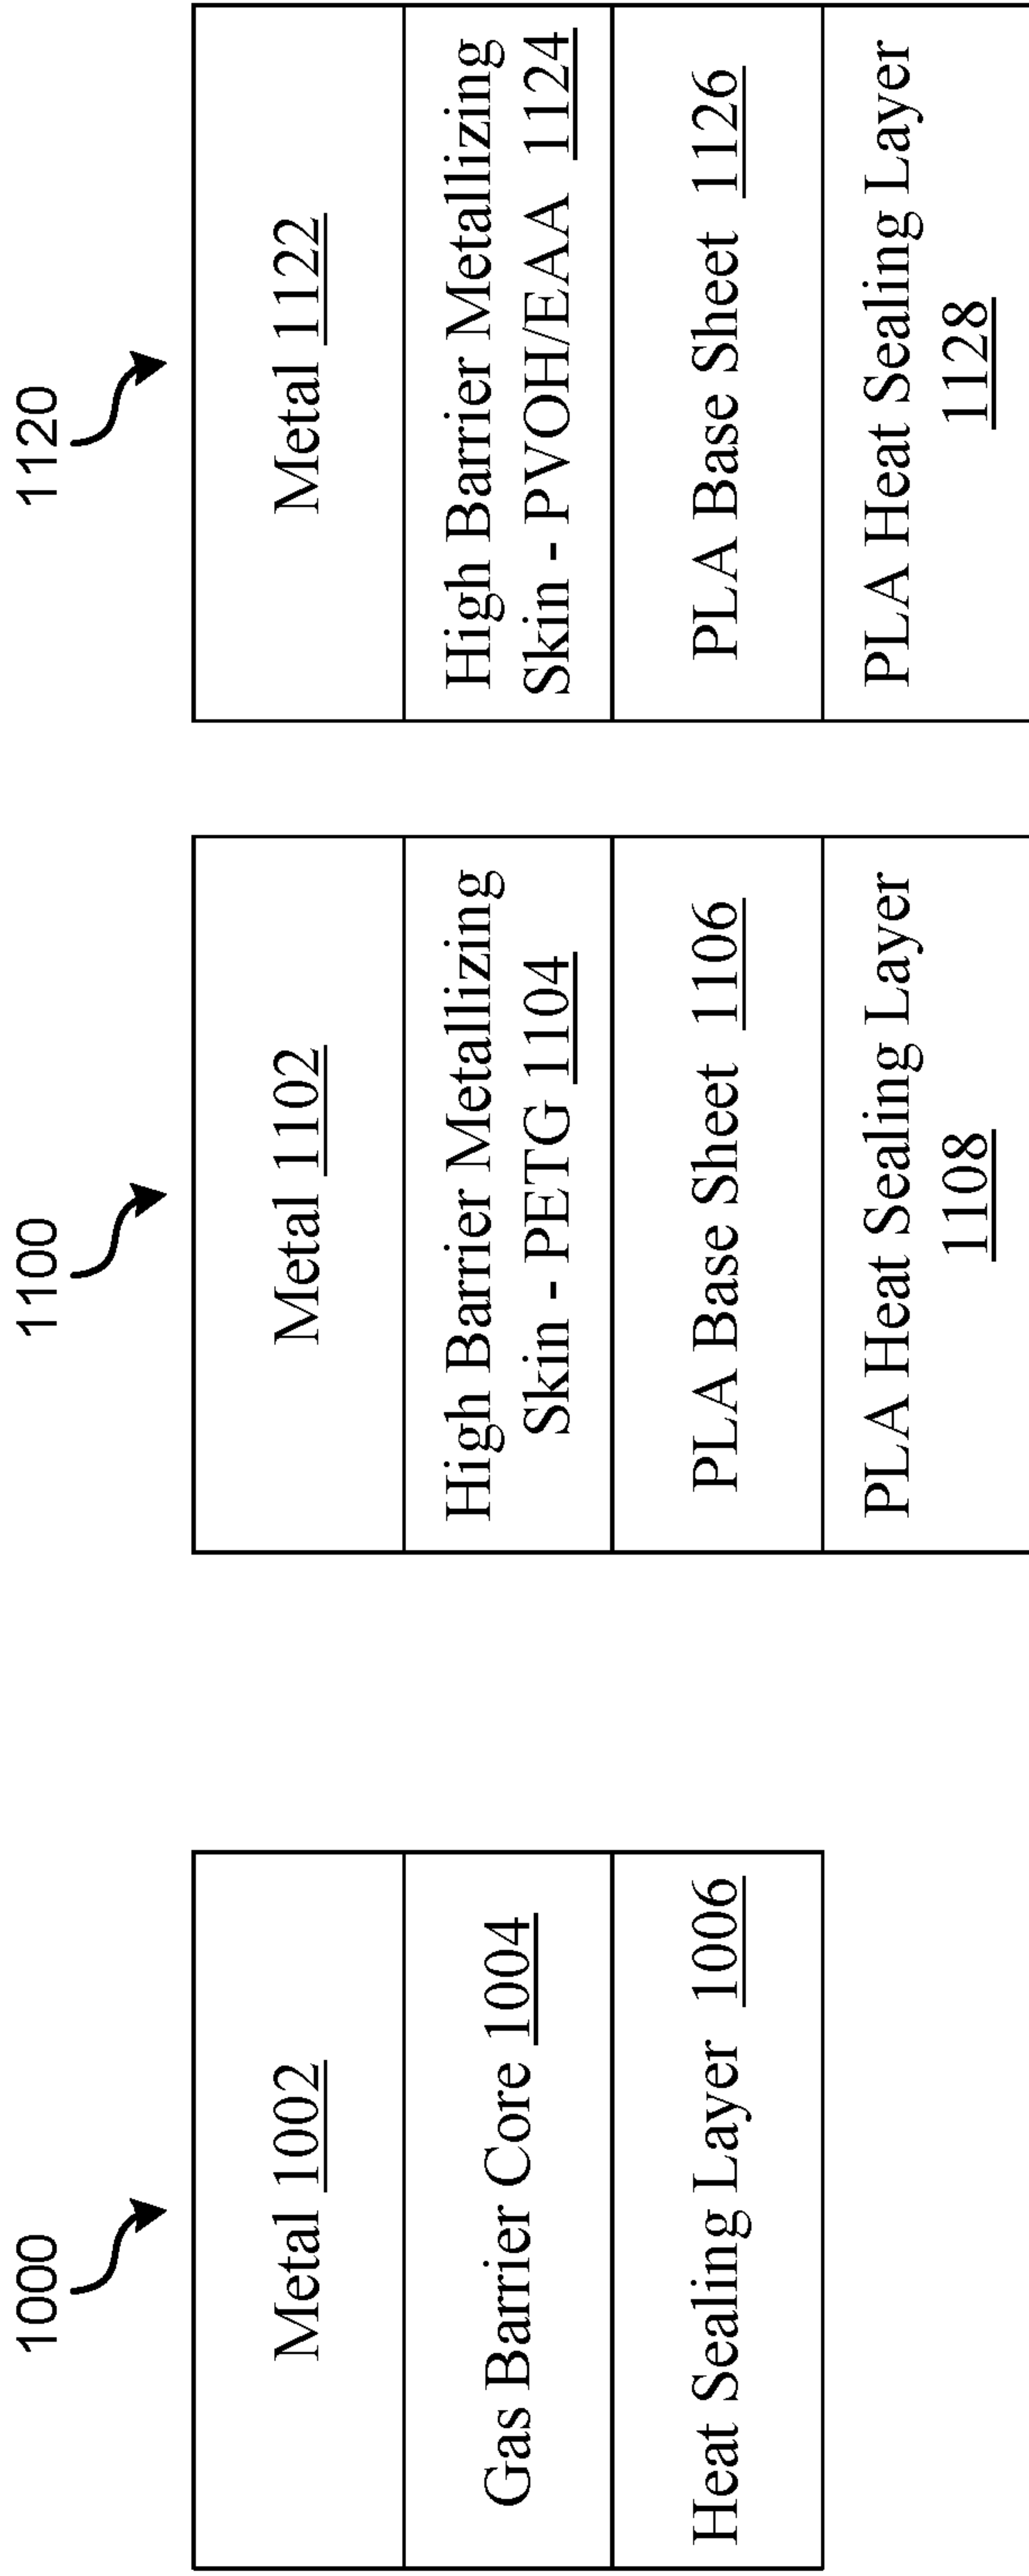 1000
Metal 1002
Gas Barrier Core 1004
Heat Sealing Layer 1006
1100
Metal 1102
High Barrier Metallizing
Skin - PETG 1104
PLA Base Sheet 1106
PLA Heat Sealing Layer
1108
1120
Metal 1122
High Barrier Metallizing
Skin - PVOH/EAA 1124
PLA Base Sheet 1126
PLA Heat Sealing Layer
1128